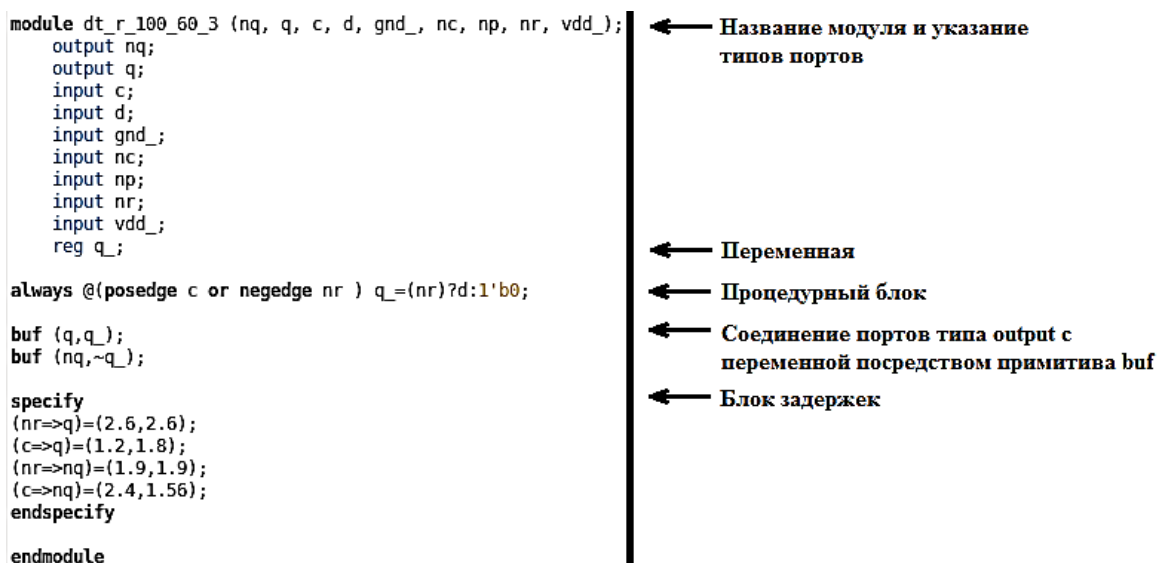 module dt_r_100_60_3 (nq, q, c, d, gnd_, nc, np, nr, vdd_);
output nq;
output q;
input c;
input d;
input gnd_;
input nc;
input np;
input nr;
input vdd_;
reg q_;
always @(posedge c or negedge nr ) q_=(nr)?d:1'b0;
buf (q,q_);
buf (nq,~q_);
specify
(nr=>q)=(2.6,2.6);
(c=>q)=(1.2,1.8);
(nr=>nq)=(1.9,1.9);
(c=>nq)=(2.4,1.56);
endspecify
endmodule
Название модуля и указание
типов портов
Переменная
Процедурный блок
Соединение портов типа output с
переменной посредством примитива buf
Блок задержек